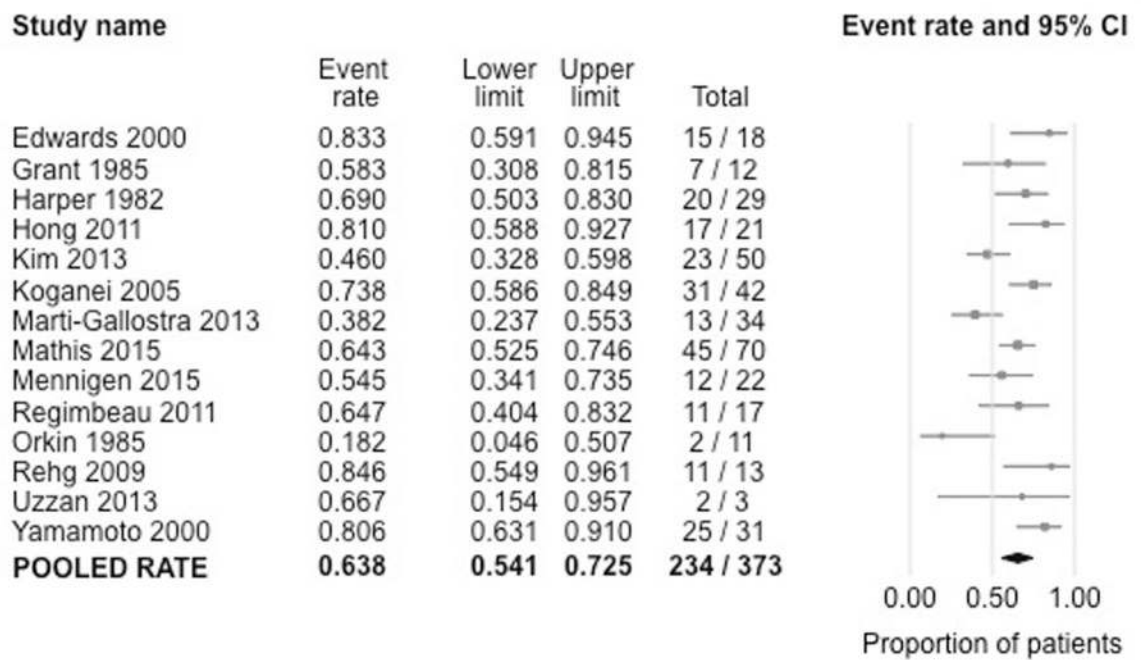 Study name Event rate and 95% CI
Event Lower Upper
rate limit limit Total
Edwards 2000 0.833 0.591 0.945 15 / 18
Grant 1985 0.583 0.308 0.815 7 / 12
Harper 1982 0.690 0.503 0.830 20 / 29
Hong 2011 0.810 0.588 0.927 17 / 21
Kim 2013 0.460 0.328 0.598 23 / 50
Koganei 2005 0.738 0.586 0.849 31 / 42
Marti-Gallostra 2013 0.382 0.237 0.553 13 / 34
Mathis 2015 0.643 0.525 0.746 45 / 70
Mennigen 2015 0.545 0.341 0.735 12 / 22
Regimbeau 2011 0.647 0.404 0.832 11 / 17
Orkin 1985 0.182 0.046 0.507 2 / 11
Rehg 2009 0.846 0.549 0.961 11 / 13
Uzzan 2013 0.667 0.154 0.957 2 / 3
Yamamoto 2000 0.806 0.631 0.910 25 / 31
POOLED RATE 0.638 0.541 0.725 234 / 373
0.00 0.50 1.00
Proportion of patients